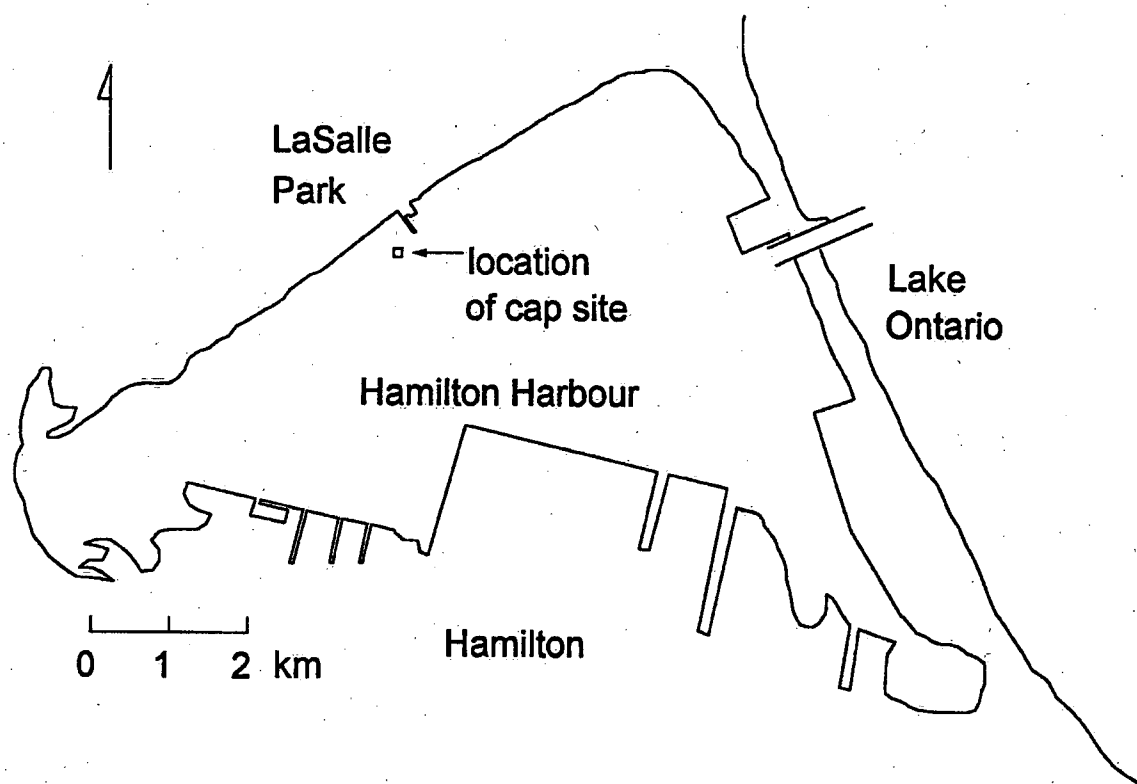 LaSalle
Park
location
of cap site
Lake
Ontario
Hamilton Harbour
Hamilton
0 1 2 km